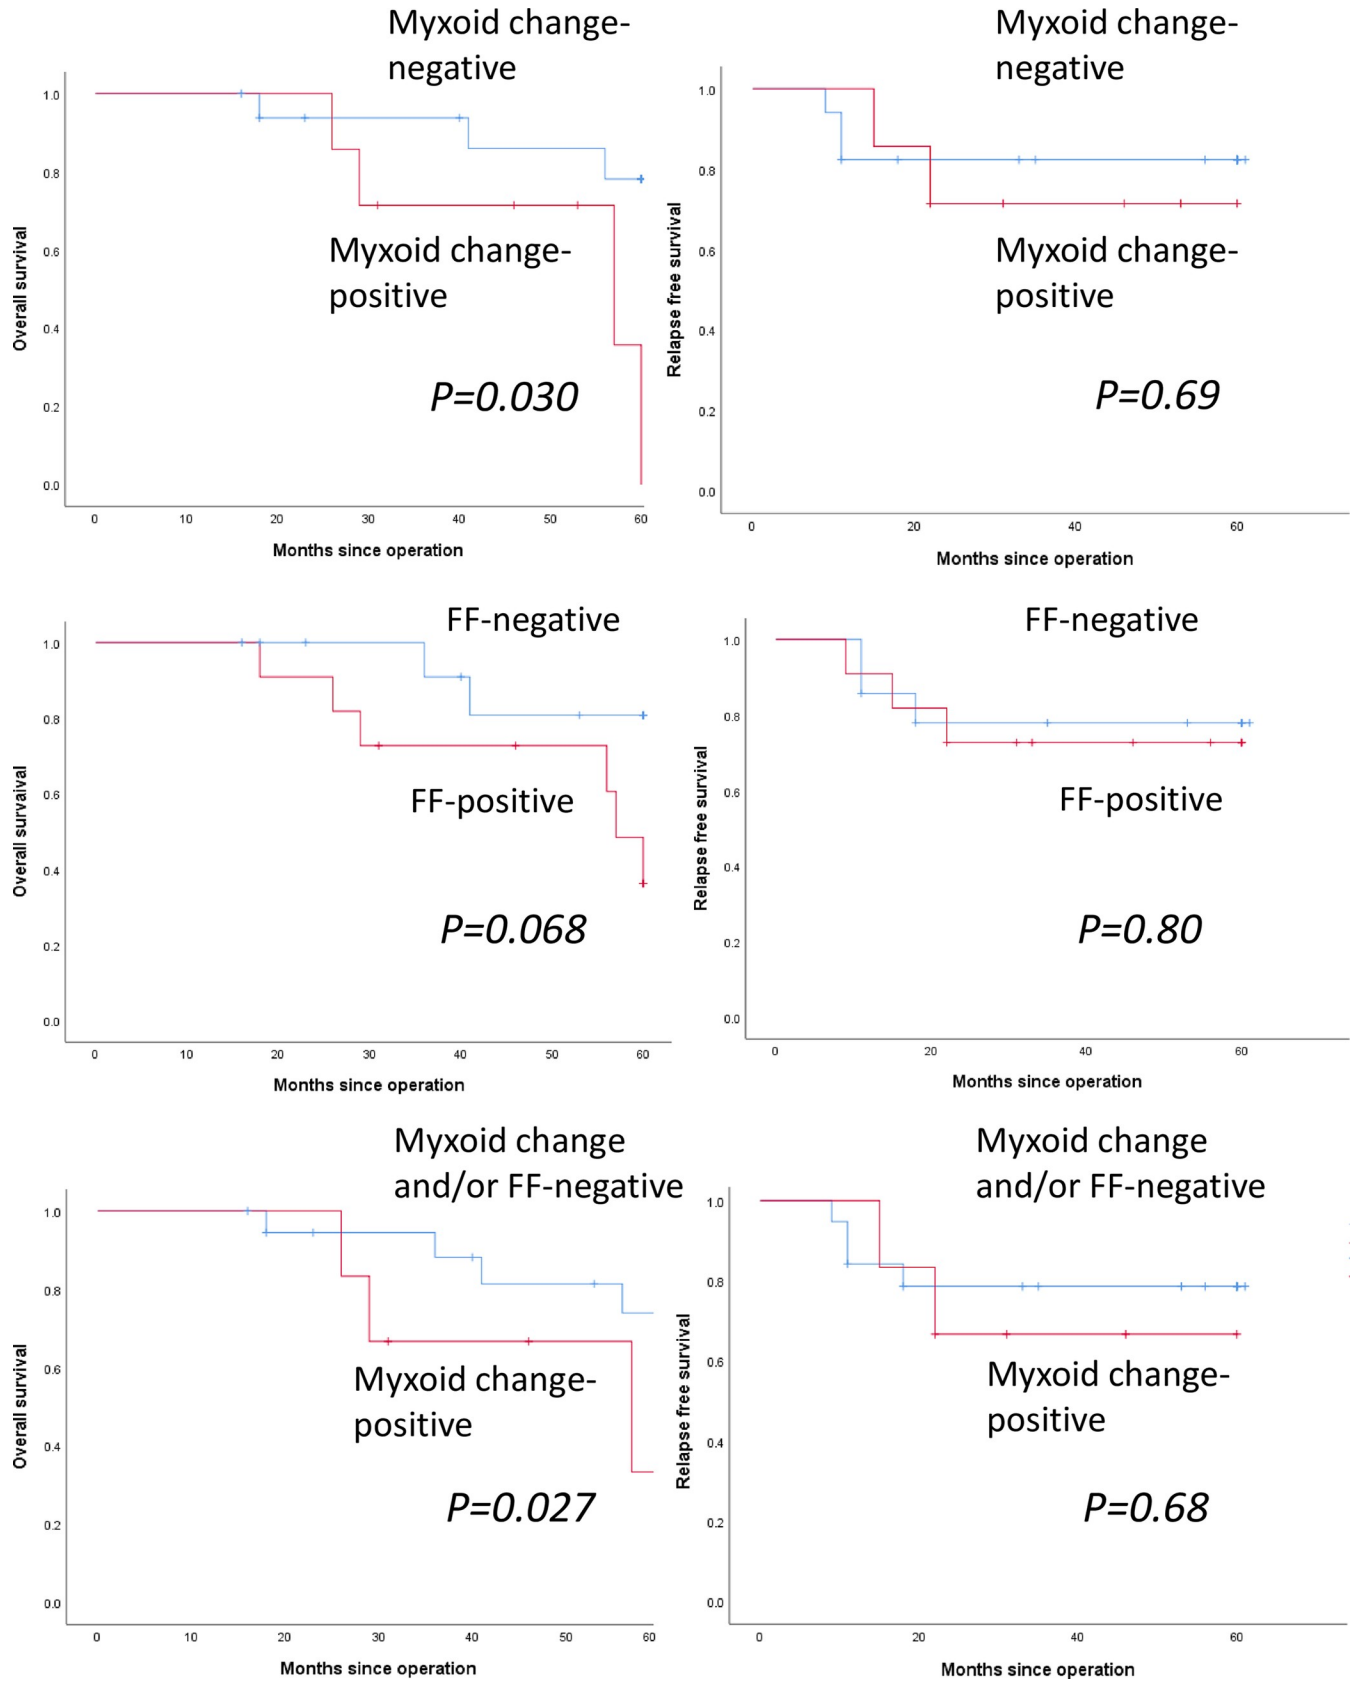 Myxoid change-
negative
1.0
0.8
0.6
0.4
0.2
0.0
Overall survival
Myxoid change-
positive
P=0.030
0 10 20 30 40 50 60
Months since operation
Myxoid change-
negative
1.0
0.8
0.6
0.4
0.2
0.0
Relapse free survival
Myxoid change-
positive
P=0.69
0 20 40 60
Months since operation
FF-negative
1.0
0.8
0.6
0.4
0.2
0.0
Overall survaival
FF-positive
P=0.068
0 10 20 30 40 50 60
Months since operation
FF-negative
1.0
0.8
0.6
0.4
0.2
0.0
Relapse free survival
FF-positive
P=0.80
0 20 40 60
Months since operation
Myxoid change
and/or FF-negative
1.0
0.8
0.6
0.4
0.2
0.0
Overall survival
Myxoid change-
positive
P=0.027
0 10 20 30 40 50 60
Months since operation
Myxoid change
and/or FF-negative
1.0
0.8
0.6
0.4
0.2
0.0
Relapse free survival
Myxoid change-
positive
P=0.68
0 20 40 60
Months since operation